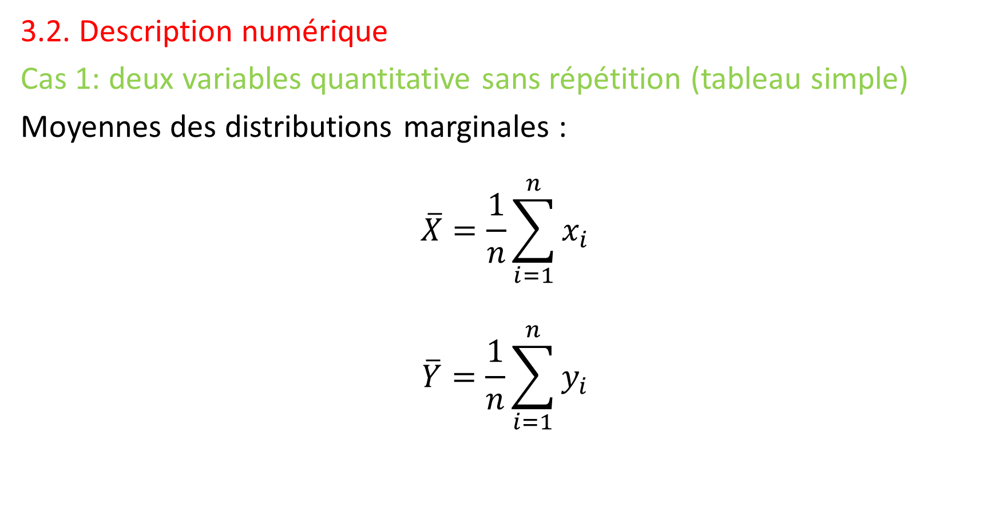 3.2. Description numérique
Cas 1: deux variables quantitative sans répétition (tableau simple)
Moyennes des distributions marginales :
$\bar{X} = \frac{1}{n} \sum_{i=1}^{n} x_i$
$\bar{Y} = \frac{1}{n} \sum_{i=1}^{n} y_i$